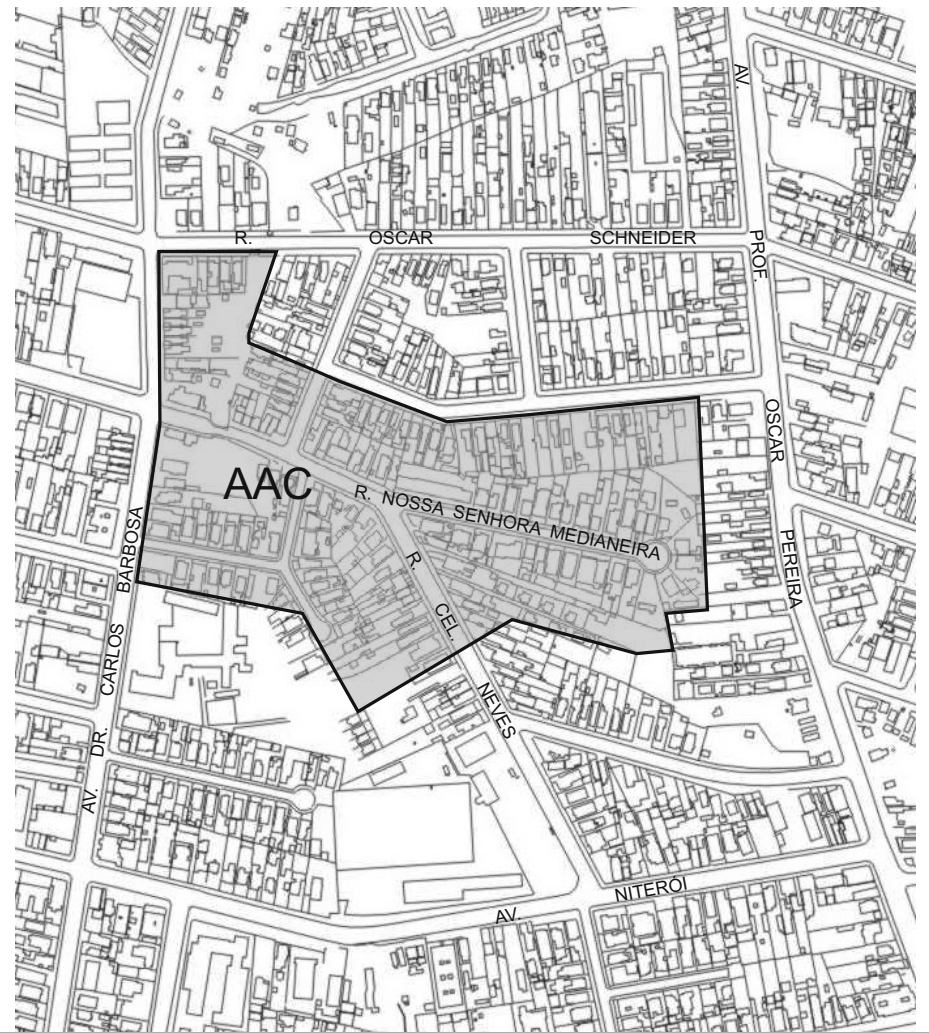 AV.
R. OSCAR SCHNEIDER
PROF.
OSCAR
PEREIRA
AAC
R. NOSSA SENHORA MEDIANEIRA
R.
CEL.
NEVES
AV. DR. CARLOS BARBOSA
AV. NITERÓI